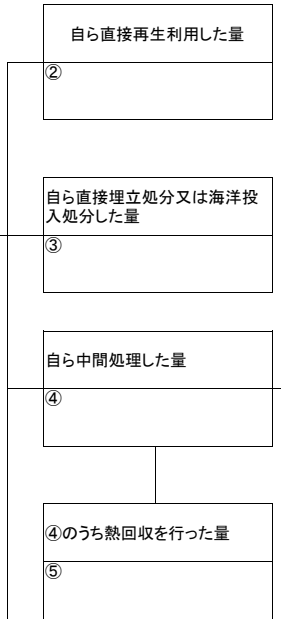 自ら直接再生利用した量
②
自ら直接埋立処分又は海洋投
入処分した量
③
自ら中間処理した量
④
④のうち熱回収を行った量
⑤